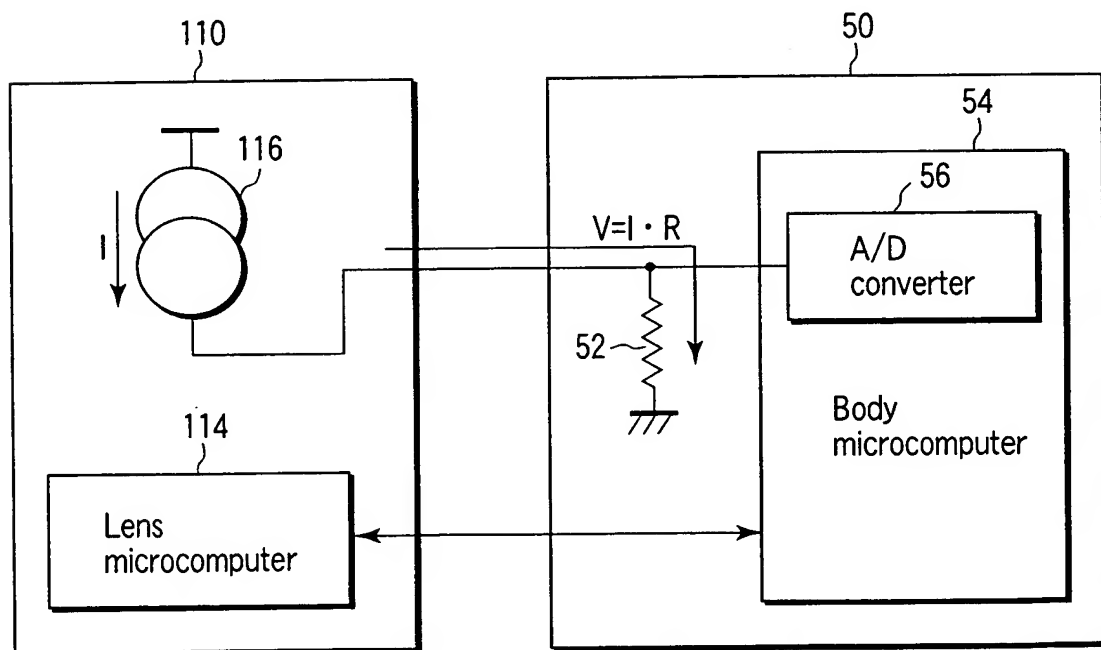 110
50
54
116
56
I
V=I · R
A/D
converter
52
Body
microcomputer
114
Lens
microcomputer